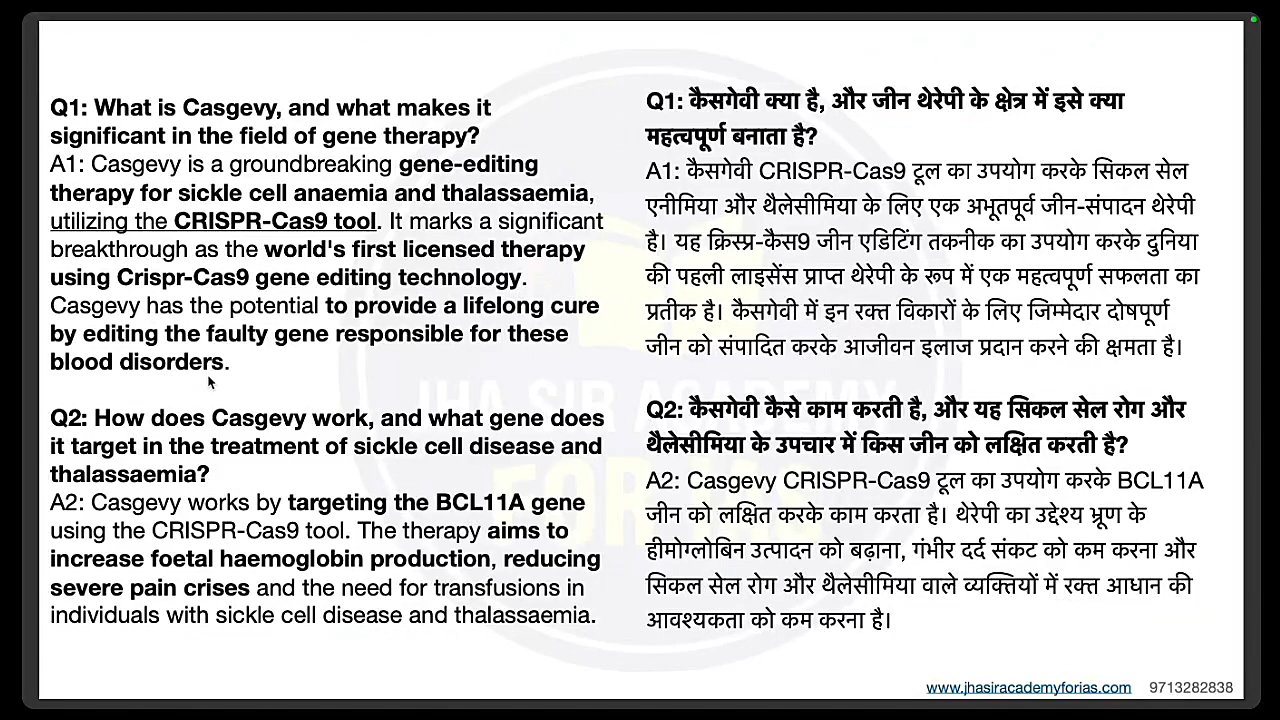 Q1: What is Casgevy, and what makes it
significant in the field of gene therapy?
A1: Casgevy is a groundbreaking gene-editing
therapy for sickle cell anaemia and thalassaemia,
utilizing the CRISPR-Cas9 tool. It marks a significant
breakthrough as the world's first licensed therapy
using Crispr-Cas9 gene editing technology.
Casgevy has the potential to provide a lifelong cure
by editing the faulty gene responsible for these
blood disorders.
Q2: How does Casgevy work, and what gene does
it target in the treatment of sickle cell disease and
thalassaemia?
A2: Casgevy works by targeting the BCL11A gene
using the CRISPR-Cas9 tool. The therapy aims to
increase foetal haemoglobin production, reducing
severe pain crises and the need for transfusions in
individuals with sickle cell disease and thalassaemia.
Q1: कैसगेवी क्या है, और जीन थेरेपी के क्षेत्र में इसे क्या
महत्वपूर्ण बनाता है?
A1: कैसगेवी CRISPR-Cas9 टूल का उपयोग करके सिकल सेल
एनीमिया और थैलेसीमिया के लिए एक अभूतपूर्व जीन-संपादन थेरेपी
है। यह क्रिस्प्र-कैस9 जीन एडिटिंग तकनीक का उपयोग करके दुनिया
की पहली लाइसेंस प्राप्त थेरेपी के रूप में एक महत्वपूर्ण सफलता का
प्रतीक है। कैसगेवी में इन रक्त विकारों के लिए जिम्मेदार दोषपूर्ण
जीन को संपादित करके आजीवन इलाज प्रदान करने की क्षमता है।
Q2: कैसगेवी कैसे काम करती है, और यह सिकल सेल रोग और
थैलेसीमिया के उपचार में किस जीन को लक्षित करती है?
A2: Casgevy CRISPR-Cas9 टूल का उपयोग करके BCL11A
जीन को लक्षित करके काम करता है। थेरेपी का उद्देश्य भ्रूण के
हीमोग्लोबिन उत्पादन को बढ़ाना, गंभीर दर्द संकट को कम करना और
सिकल सेल रोग और थैलेसीमिया वाले व्यक्तियों में रक्त आधान की
आवश्यकता को कम करना है।
JHA SIR ACADEMY
FOR IAS
www.jhasiracademyforias.com 9713282838